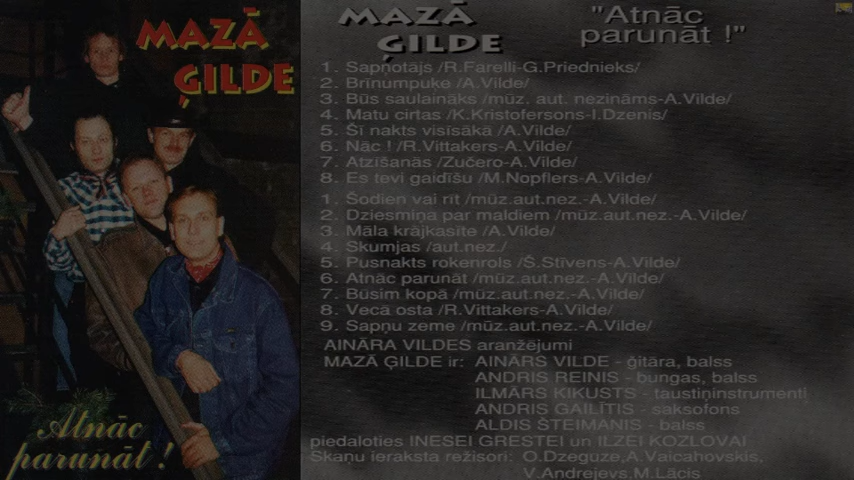 MAZĀ
ĢILDE
Atnāc
parunāt !
MAZĀ
ĢILDE
"Atnāc
parunāt !"
1. Sapņotājs /R.Farelli-G.Priednieks/
2. Brīnumpuķe /A.Vilde/
3. Būs saulaināks /mūz. aut. nezināms-A.Vilde/
4. Matu cirtas /K.Kristofersons-I.Dzenis/
5. Šī nakts visīsākā /A.Vilde/
6. Nāc ! /R.Vittakers-A.Vilde/
7. Atzīšanās /Zučero-A.Vilde/
8. Es tevi gaidīšu /M.Nopflers-A.Vilde/
1. Šodien vai rīt /mūz.aut.nez.-A.Vilde/
2. Dziesmiņa par maldiem /mūz.aut.nez.-A.Vilde/
3. Māla krājkasīte /A.Vilde/
4. Skumjas /aut.nez./
5. Pusnakts rokenrols /Š.Stīvens-A.Vilde/
6. Atnāc parunāt /mūz.aut.nez.-A.Vilde/
7. Būsim kopā /mūz.aut.nez.-A.Vilde/
8. Vecā osta /R.Vittakers-A.Vilde/
9. Sapņu zeme /mūz.aut.nez.-A.Vilde/
AINĀRA VILDES aranžējumi
MAZĀ ĢILDE ir: AINĀRS VILDE - ģitāra, balss
ANDRIS REINIS - bungas, balss
ILMĀRS ĶIKUSTS - taustiņinstrumenti
ANDRIS GAILĪTIS - saksofons
ALDIS ŠTEIMANIS - balss
piedaloties INESEI GRESTEI un ILZEI KOZLOVAI
Skaņu ieraksta režisori: O.Dzeguze,A.Vaicahovskis,
V.Andrejevs,M.Lācis